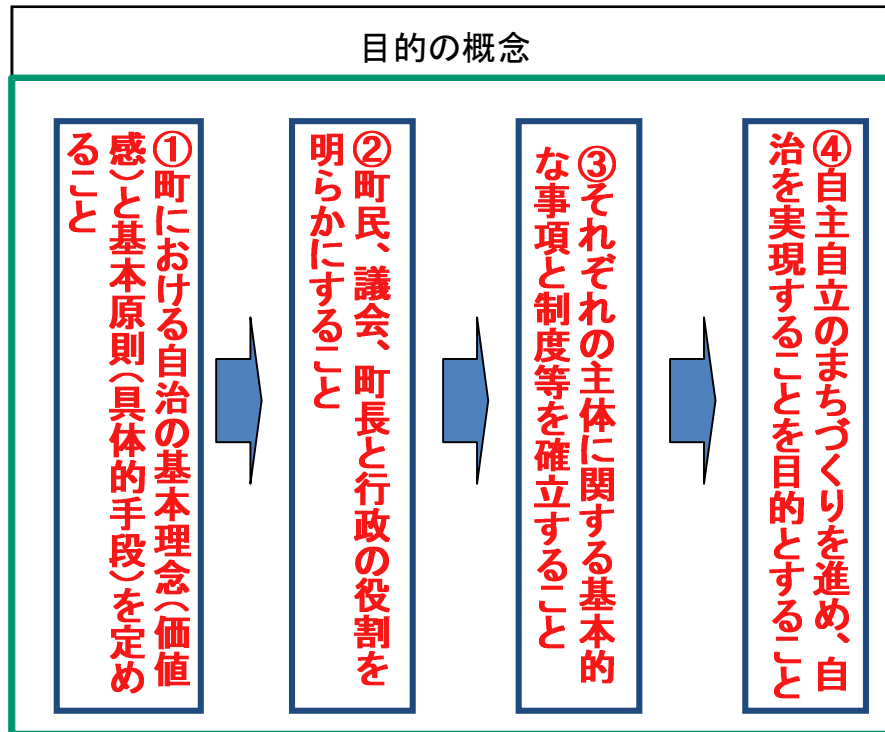 目的の概念
①町における自治の基本理念（価値
感）と基本原則（具体的手段）を定め
ること
②町民、議会、町長と行政の役割を
明らかにすること
③それぞれの主体に関する基本的
な事項と制度等を確立すること
④自主自立のまちづくりを進め、自
治を実現することを目的とすること